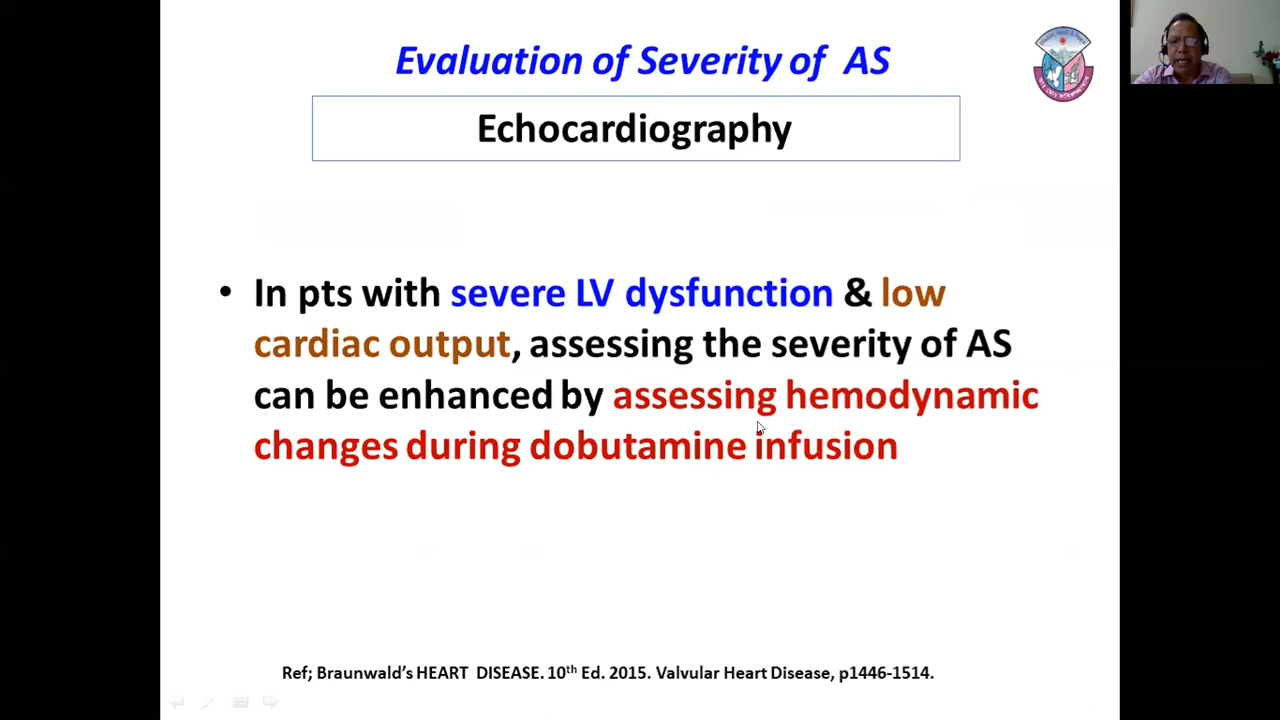 Evaluation of Severity of AS
Echocardiography
• In pts with severe LV dysfunction & low
cardiac output, assessing the severity of AS
can be enhanced by assessing hemodynamic
changes during dobutamine infusion
Ref; Braunwald's HEART DISEASE. 10th Ed. 2015. Valvular Heart Disease, p1446-1514.